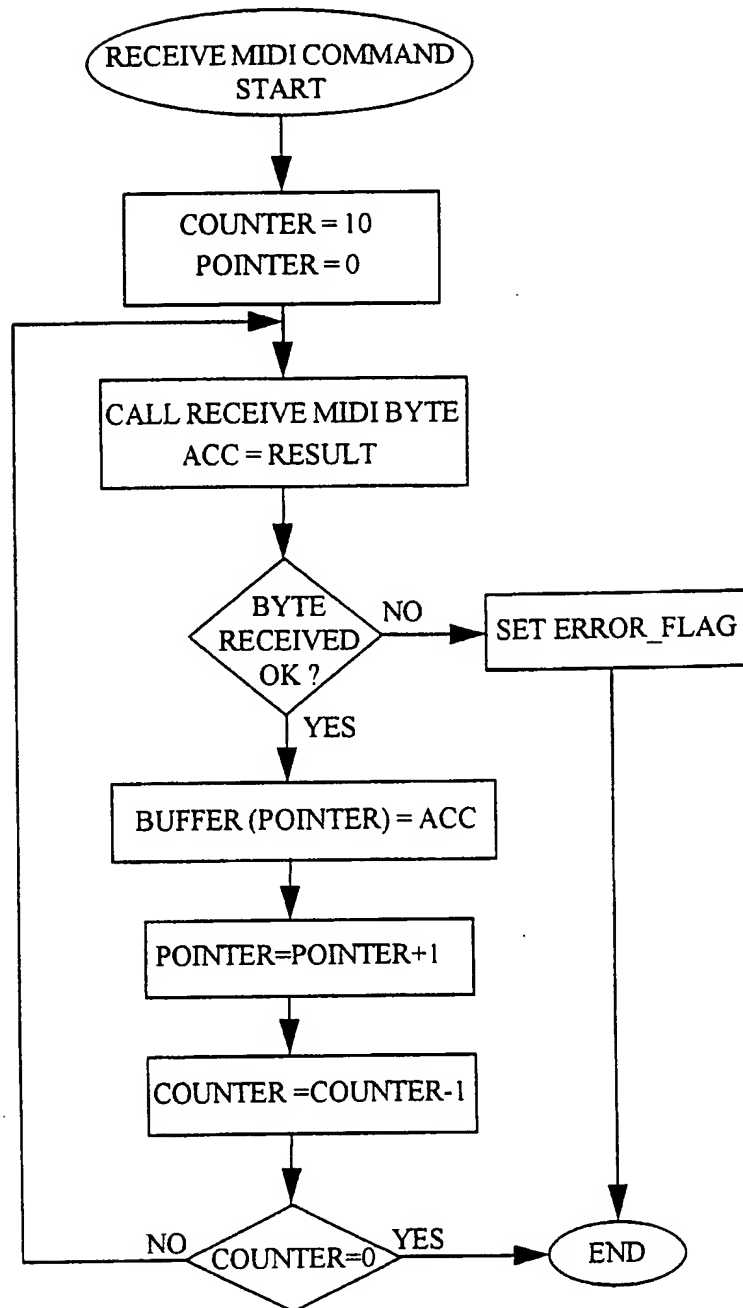 RECEIVE MIDI COMMAND
START
COUNTER = 10
POINTER = 0
CALL RECEIVE MIDI BYTE
ACC = RESULT
BYTE
RECEIVED
OK ?
NO
SET ERROR_FLAG
YES
BUFFER (POINTER) = ACC
POINTER=POINTER+1
COUNTER =COUNTER-1
NO
COUNTER=0
YES
END